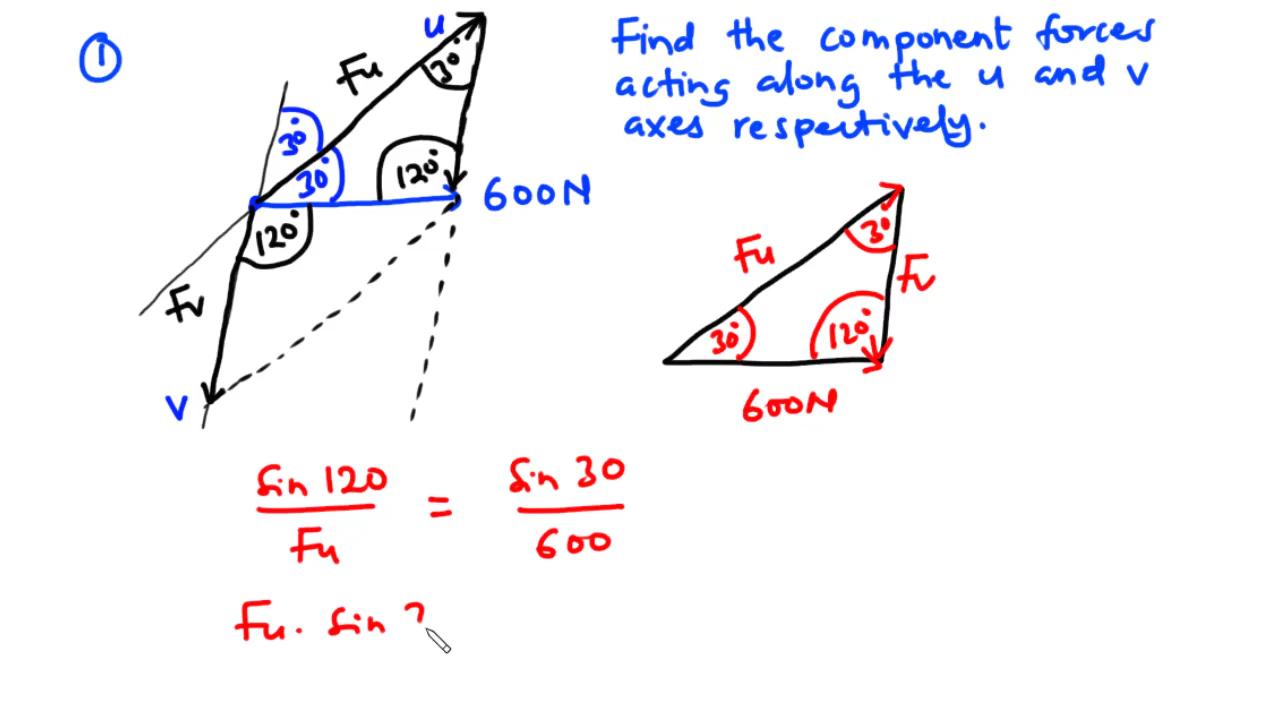 ①
Find the component forces
acting along the u and v
axes respectively.
u
Fu
30°
30°
30°
120°
600N
120°
Fv
v
Fu
30°
Fv
30°
120°
600N
sin 120
Fu
=
sin 30
600
Fu. sin